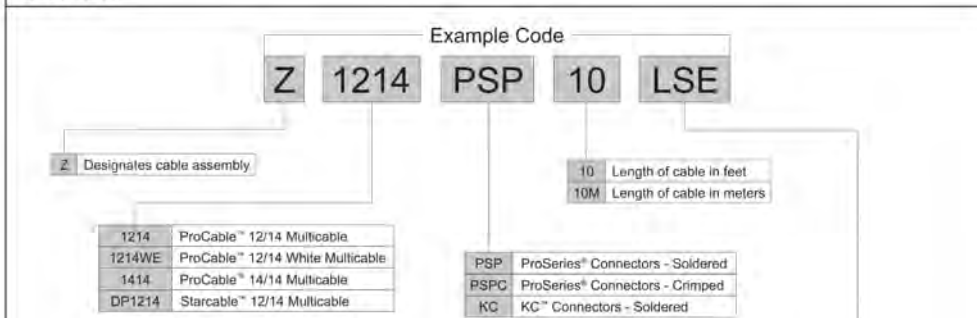 Example Code
Z 1214 PSP 10 LSE
Z Designates cable assembly
10 Length of cable in feet
10M Length of cable in meters
1214 ProCable™ 12/14 Multicable
1214WE ProCable™ 12/14 White Multicable
1414 ProCable™ 14/14 Multicable
DP1214 Starcable™ 12/14 Multicable
PSP ProSeries® Connectors - Soldered
PSPC ProSeries® Connectors - Crimped
KC KC™ Connectors - Soldered